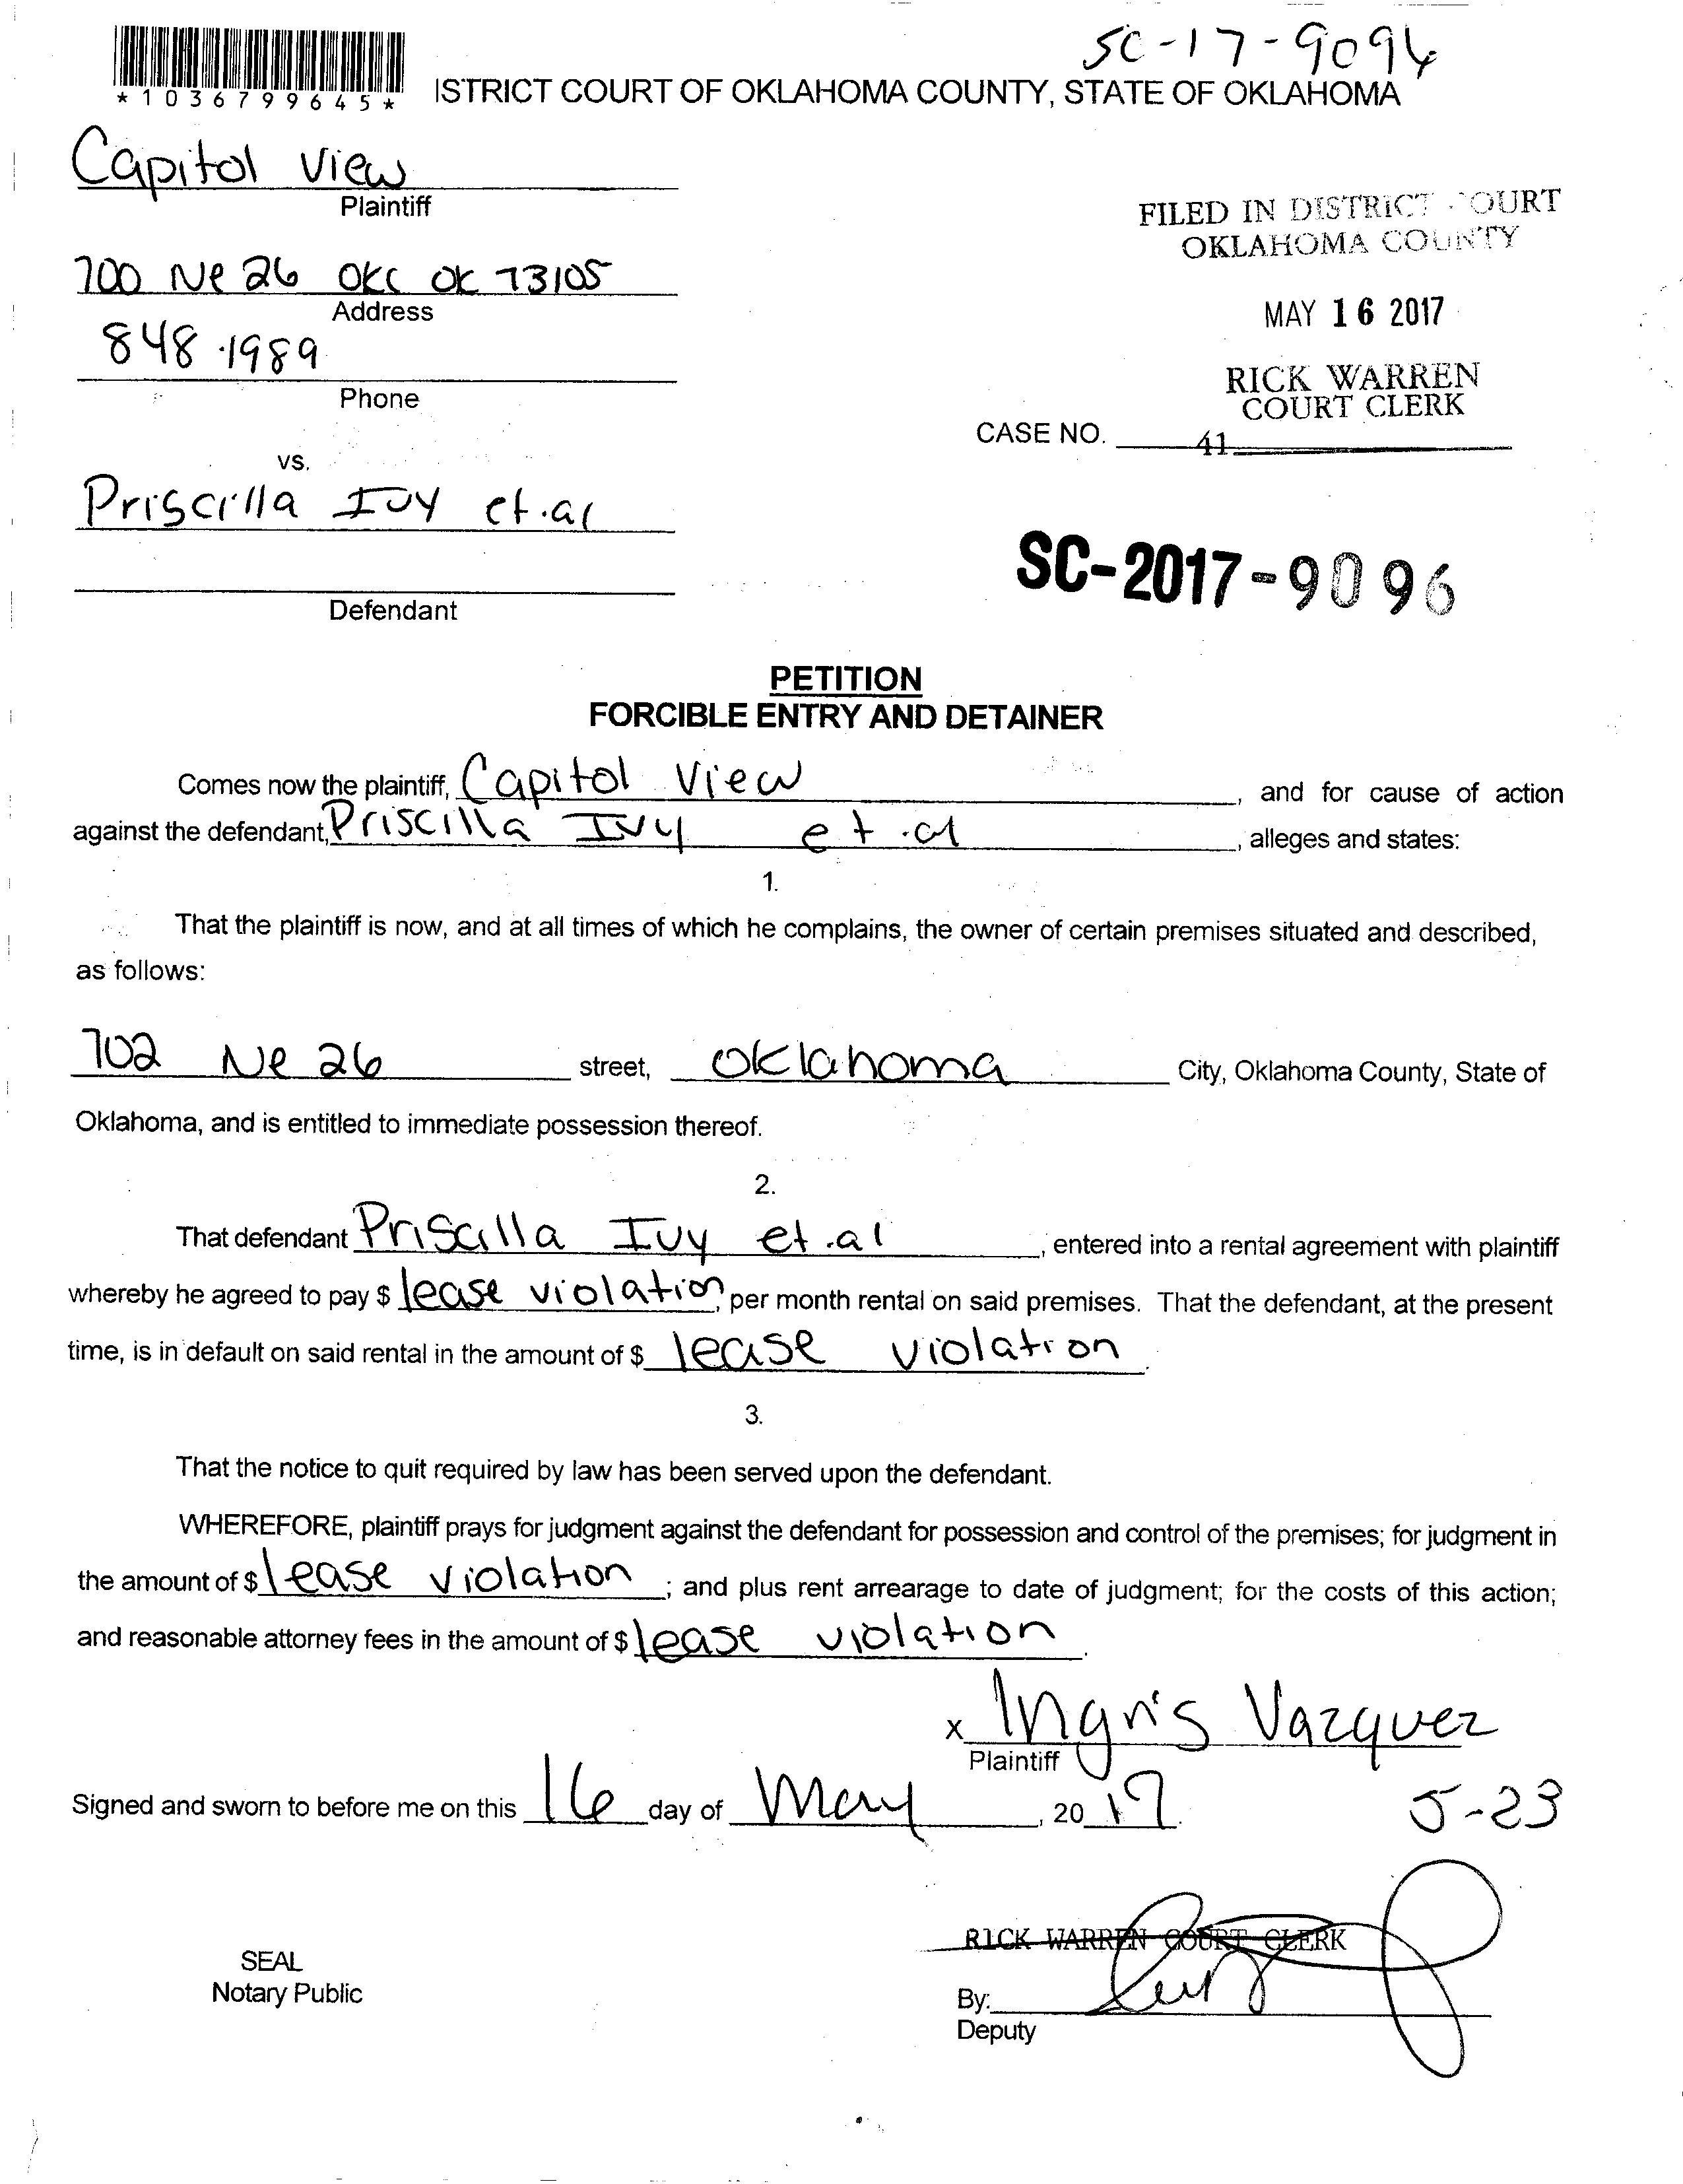 SC-17-9094
*1036799645*
ISTRICT COURT OF OKLAHOMA COUNTY, STATE OF OKLAHOMA
Capitol View
Plaintiff
FILED IN DISTRICT COURT
OKLAHOMA COUNTY
700 Ne 26 OKC OK 73105
Address
MAY 16 2017
848-1989
Phone
RICK WARREN
COURT CLERK
CASE NO. 41
vs.
Priscilla Ivy et.al
Defendant
SC-2017-9096
PETITION
FORCIBLE ENTRY AND DETAINER
Comes now the plaintiff, Capitol View, and for cause of action
against the defendant, Priscilla Ivy et.al, alleges and states:
1.
That the plaintiff is now, and at all times of which he complains, the owner of certain premises situated and described,
as follows:
702 Ne 26 street, Oklahoma City, Oklahoma County, State of
Oklahoma, and is entitled to immediate possession thereof.
2.
That defendant Priscilla Ivy et.al, entered into a rental agreement with plaintiff
whereby he agreed to pay $ lease violation, per month rental on said premises. That the defendant, at the present
time, is in default on said rental in the amount of $ lease violation.
3.
That the notice to quit required by law has been served upon the defendant.
WHEREFORE, plaintiff prays for judgment against the defendant for possession and control of the premises; for judgment in
the amount of $ lease violation; and plus rent arrearage to date of judgment; for the costs of this action;
and reasonable attorney fees in the amount of $ lease violation.
x Ingris Vazquez
Plaintiff
Signed and sworn to before me on this 16 day of May, 2017
5-23
RICK WARREN COURT CLERK
SEAL
Notary Public
By:
Deputy